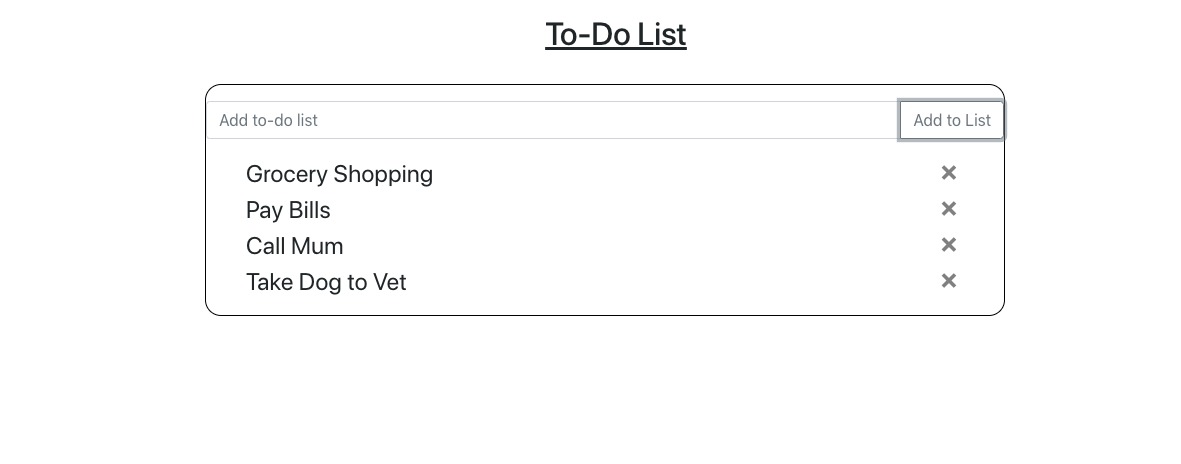 To-Do List
Add to-do list Add to List
Grocery Shopping
Pay Bills
Call Mum
Take Dog to Vet